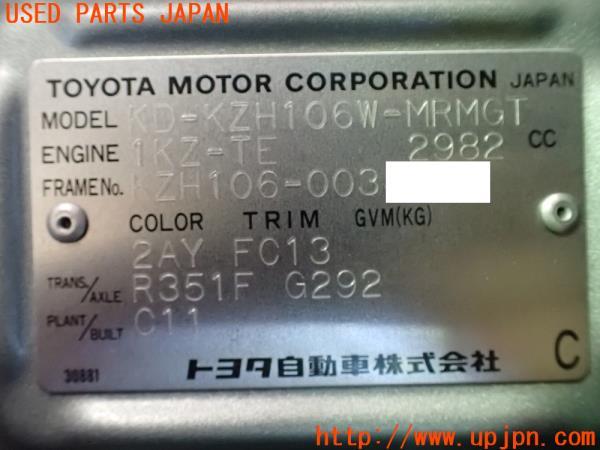 USED PARTS JAPAN
TOYOTA MOTOR CORPORATION JAPAN
MODEL KD-KZH106W-MRMGT
ENGINE 1KZ-TE 2982 CC
FRAME No. KZH106-003
COLOR TRIM GVM(KG)
2AY FC13
TRANS./AXLE R351F G292
PLANT/BUILT C11
30881 トヨタ自動車株式会社 C
https://www.upjpn.com/